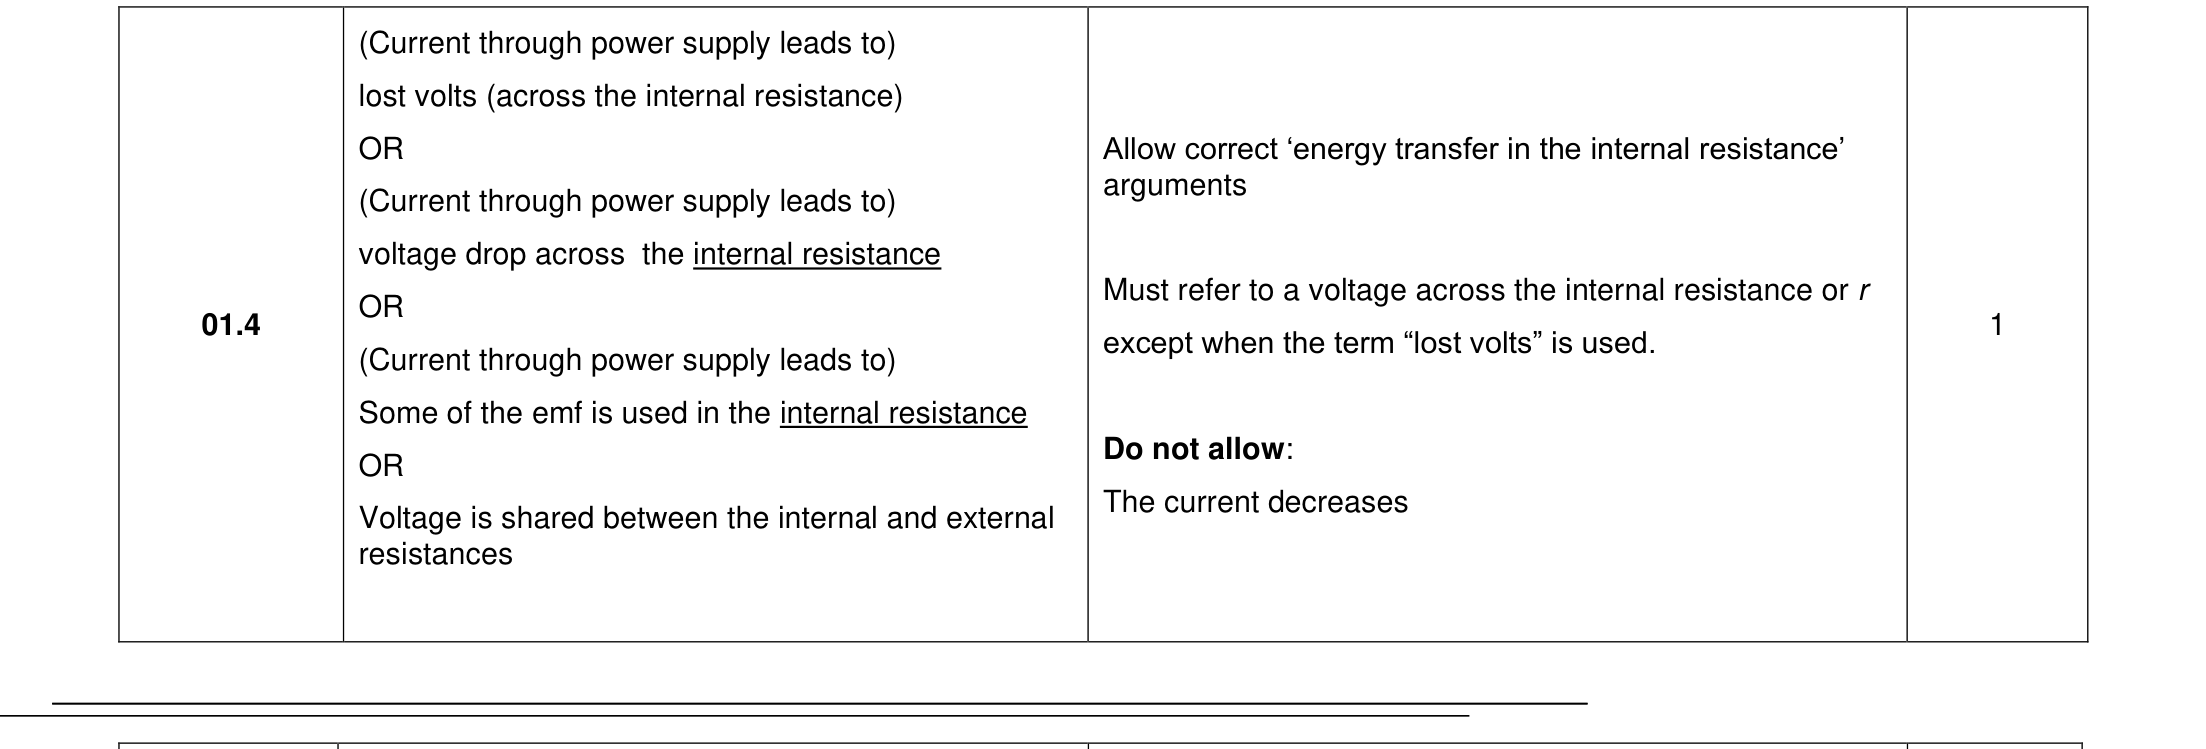 01.4
(Current through power supply leads to)
lost volts (across the internal resistance)
OR
(Current through power supply leads to)
voltage drop across  the internal resistance
OR
(Current through power supply leads to)
Some of the emf is used in the internal resistance
OR
Voltage is shared between the internal and external
resistances
Allow correct ‘energy transfer in the internal resistance’
arguments
Must refer to a voltage across the internal resistance or r
except when the term “lost volts” is used.
Do not allow:
The current decreases
1